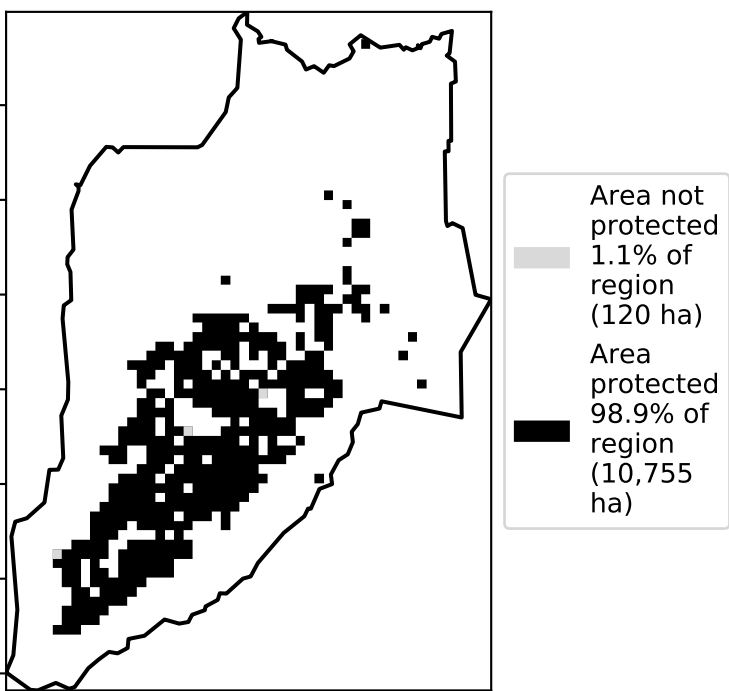 Area not
protected
1.1% of
region
(120 ha)
Area
protected
98.9% of
region
(10,755
ha)